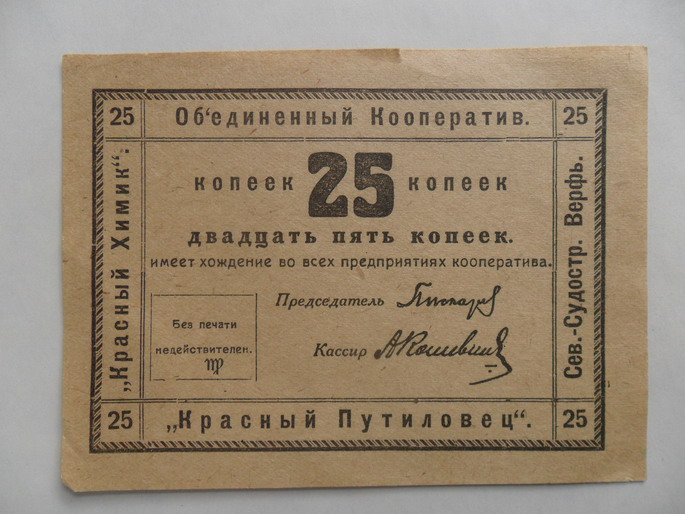 25 Об'единенный Кооператив. 25
„Красный Химик“.
копеек 25 копеек
двадцать пять копеек.
имеет хождение во всех предприятиях кооператива.
Председатель
Без печати
недействителен.
Кассир
Сев.-Судостр. Верфь.
25 „Красный Путиловец“. 25